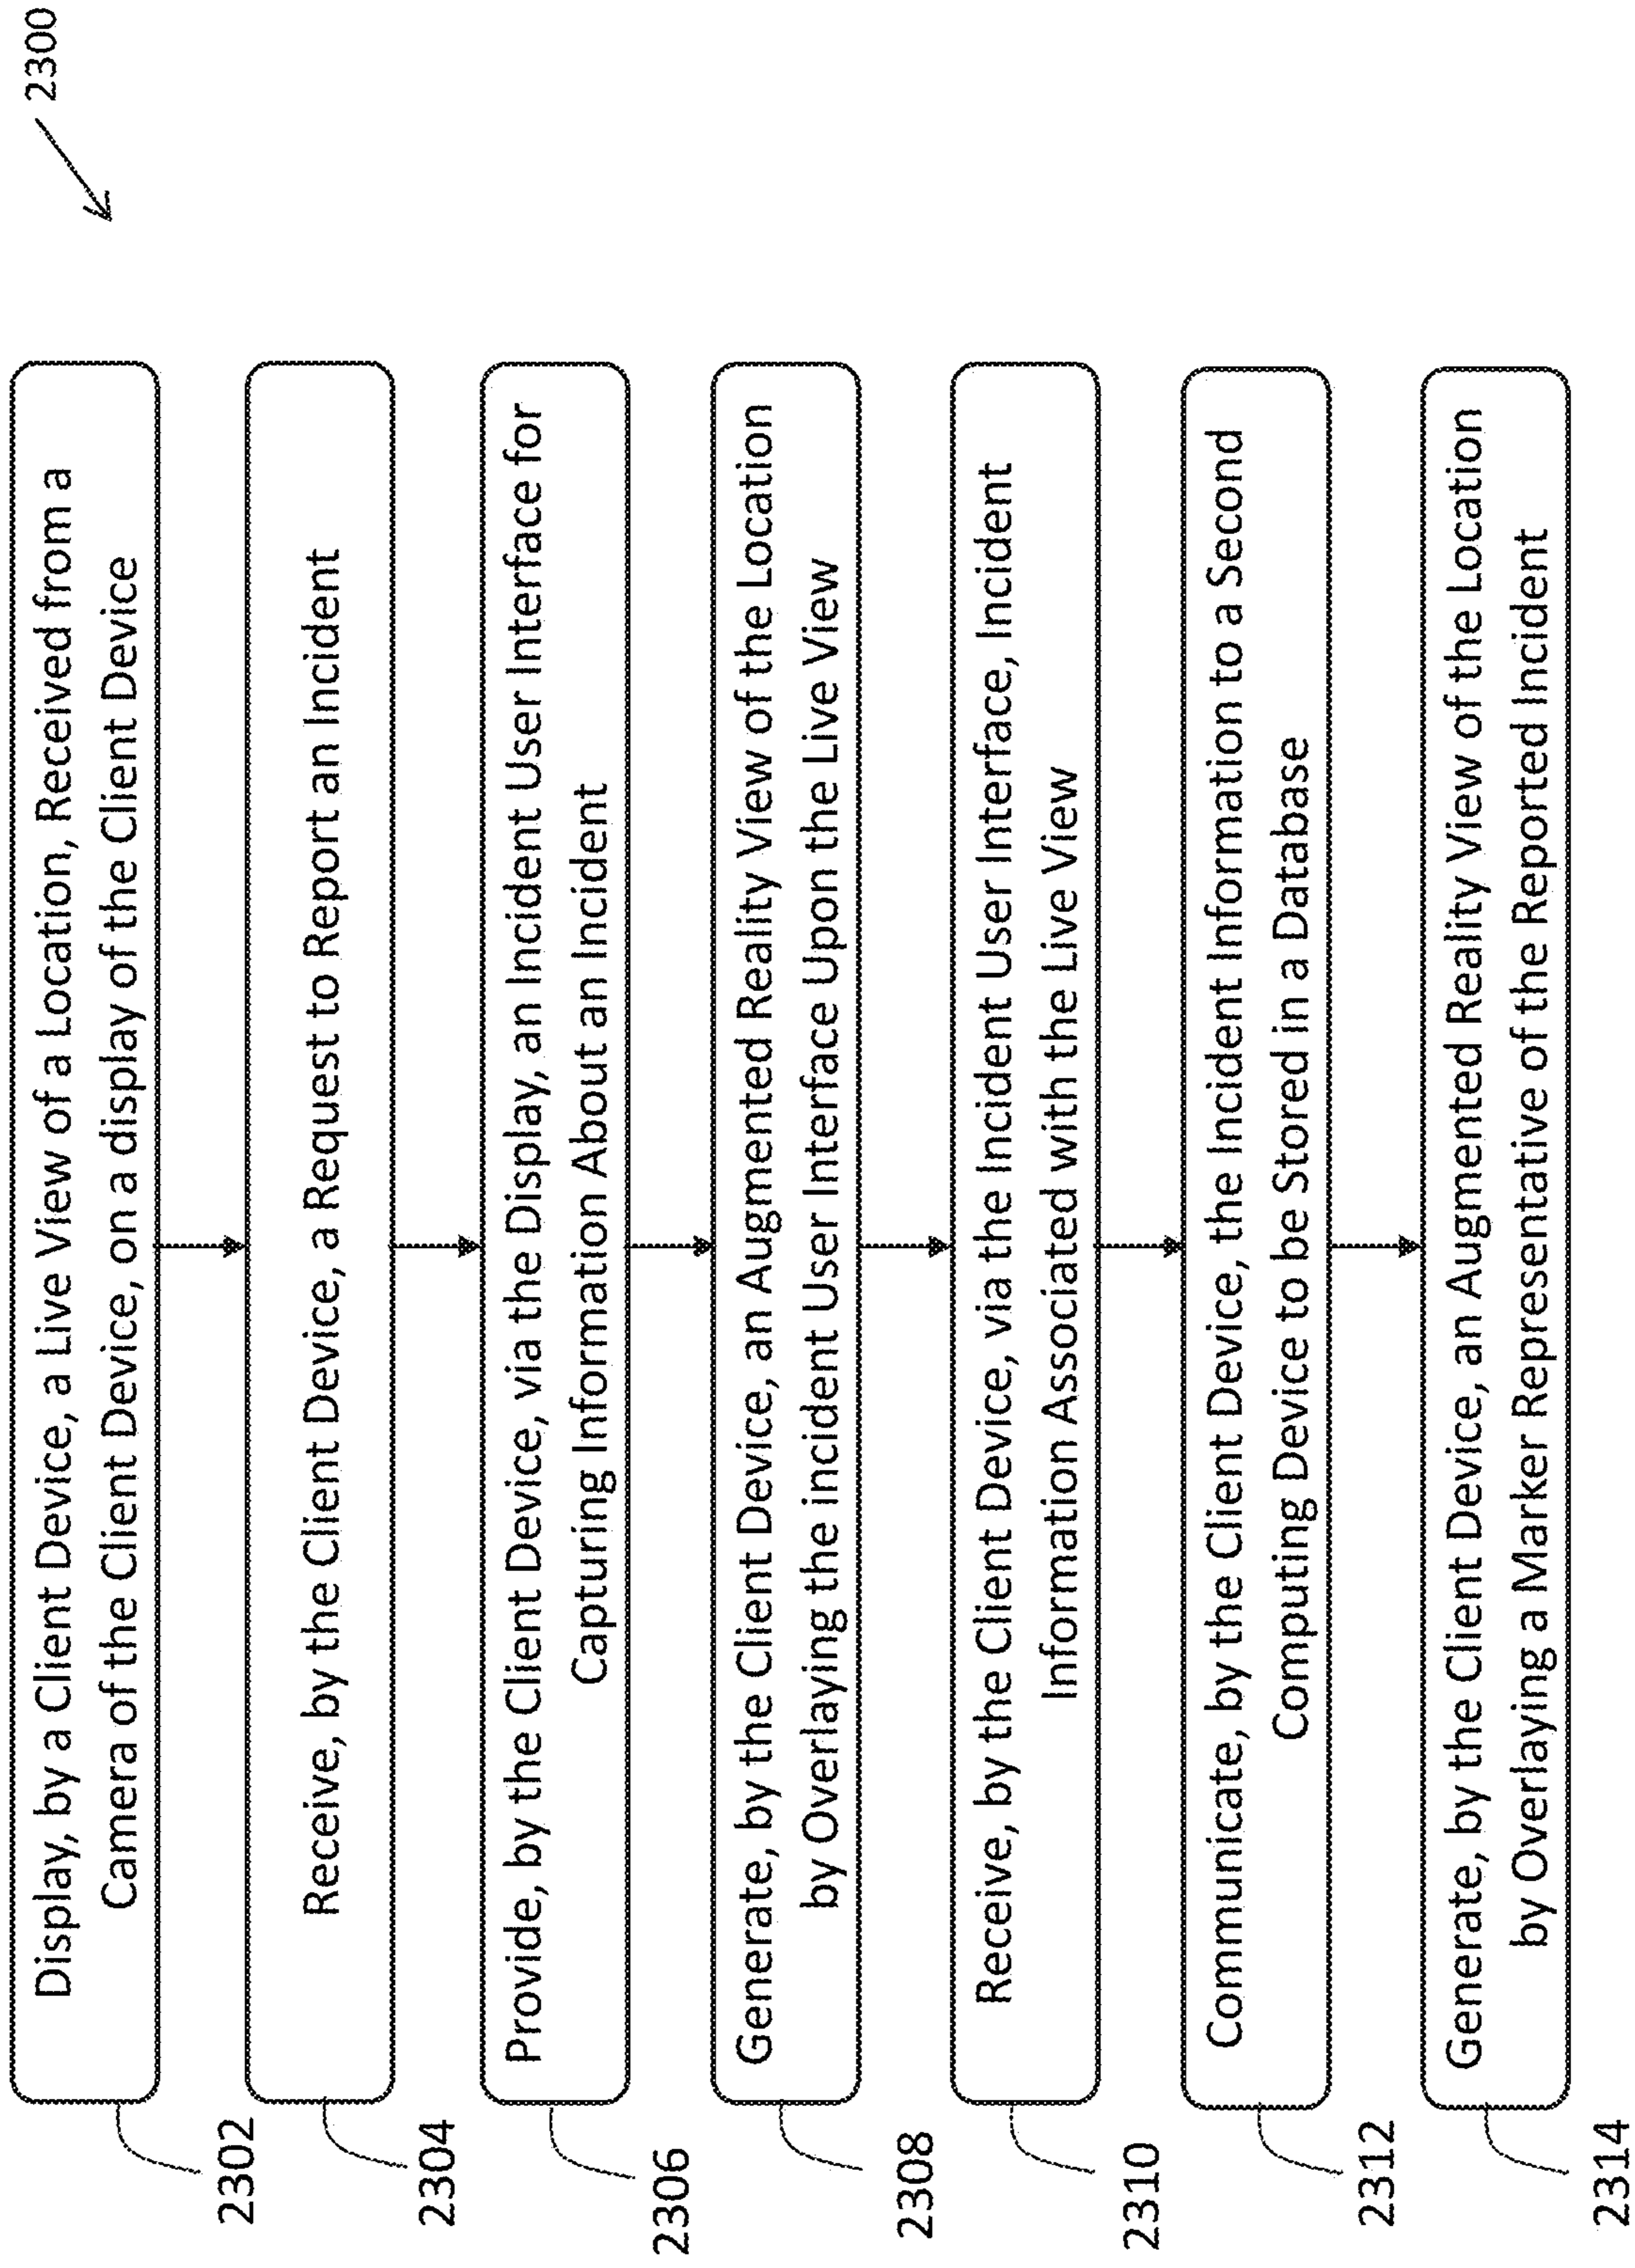 2300
Display, by a Client Device, a Live View of a Location, Received from a
Camera of the Client Device, on a display of the Client Device
2302
Receive, by the Client Device, a Request to Report an Incident
2304
Provide, by the Client Device, via the Display, an Incident User Interface for
Capturing Information About an Incident
2306
Generate, by the Client Device, an Augmented Reality View of the Location
by Overlaying the incident User Interface Upon the Live View
2308
Receive, by the Client Device, via the Incident User Interface, Incident
Information Associated with the Live View
2310
Communicate, by the Client Device, the Incident Information to a Second
Computing Device to be Stored in a Database
2312
Generate, by the Client Device, an Augmented Reality View of the Location
by Overlaying a Marker Representative of the Reported Incident
2314